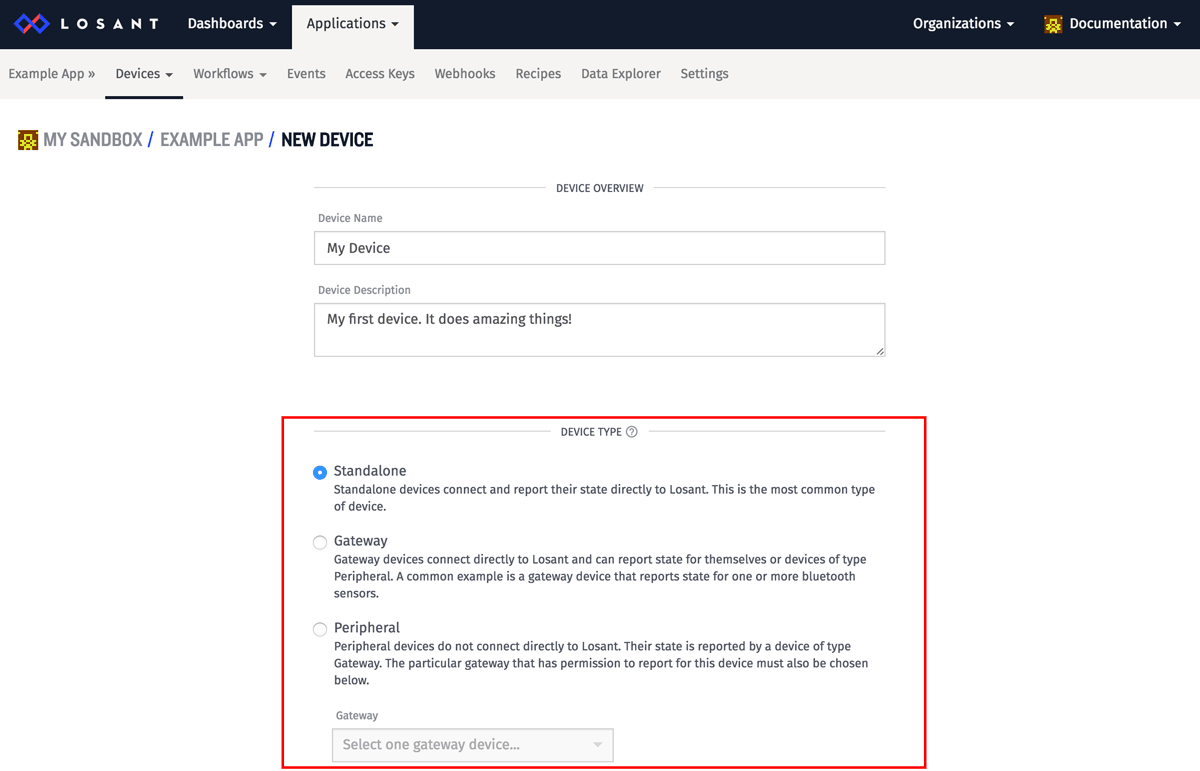 LOSANT Dashboards Applications Organizations Documentation
Example App » Devices Workflows Events Access Keys Webhooks Recipes Data Explorer Settings
MY SANDBOX / EXAMPLE APP / NEW DEVICE
DEVICE OVERVIEW
Device Name
My Device
Device Description
My first device. It does amazing things!
DEVICE TYPE ?
Standalone
Standalone devices connect and report their state directly to Losant. This is the most common type
of device.
Gateway
Gateway devices connect directly to Losant and can report state for themselves or devices of type
Peripheral. A common example is a gateway device that reports state for one or more bluetooth
sensors.
Peripheral
Peripheral devices do not connect directly to Losant. Their state is reported by a device of type
Gateway. The particular gateway that has permission to report for this device must also be chosen
below.
Gateway
Select one gateway device...